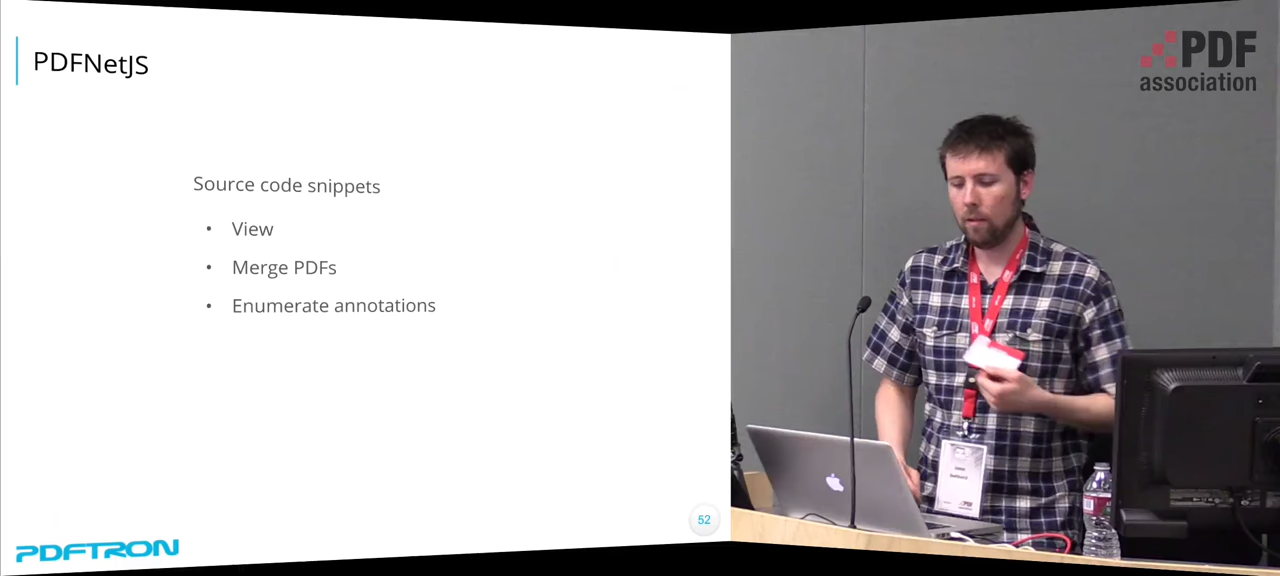 PDFNetJS
Source code snippets
• View
• Merge PDFs
• Enumerate annotations
52
PDFTRON
PDF
association